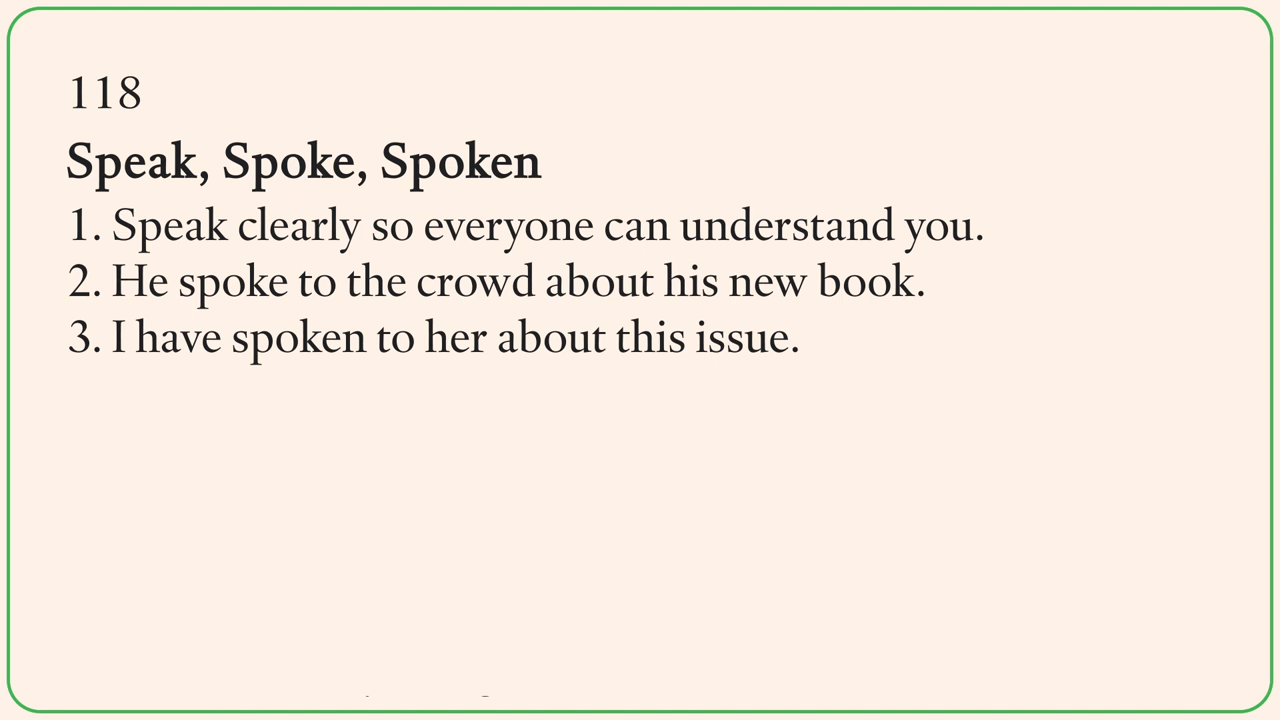 118
Speak, Spoke, Spoken
1. Speak clearly so everyone can understand you.
2. He spoke to the crowd about his new book.
3. I have spoken to her about this issue.